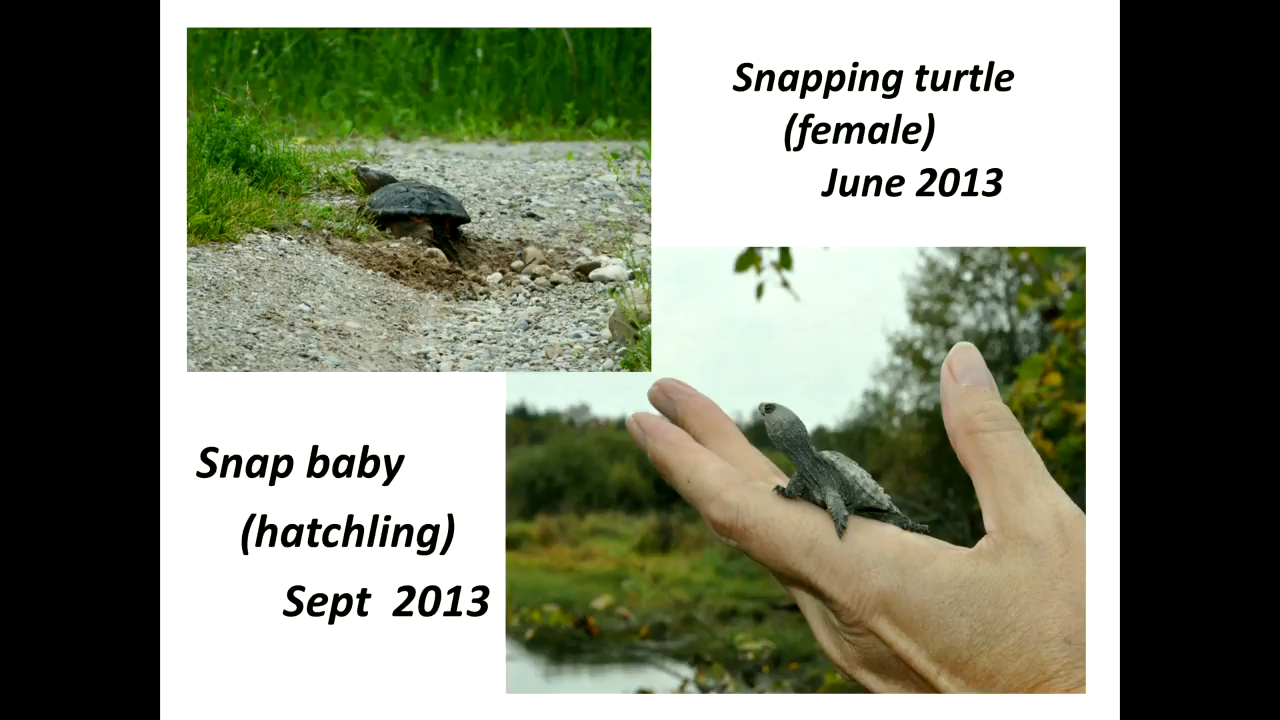 Snapping turtle
(female)
June 2013
Snap baby
(hatchling)
Sept 2013